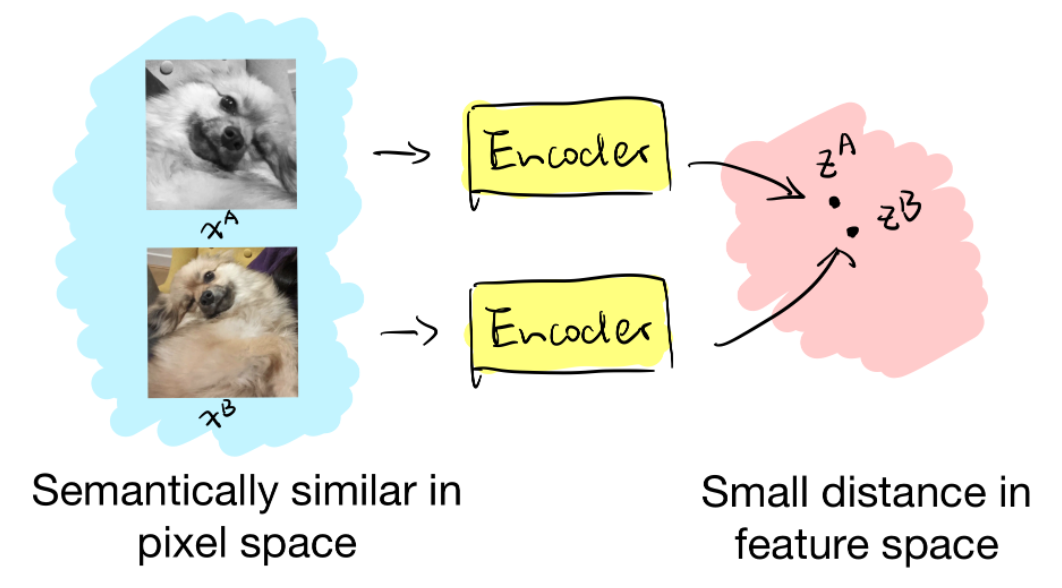 x^A
Encoder
z^A
z^B
x^B
Encoder
Semantically similar in
pixel space
Small distance in
feature space